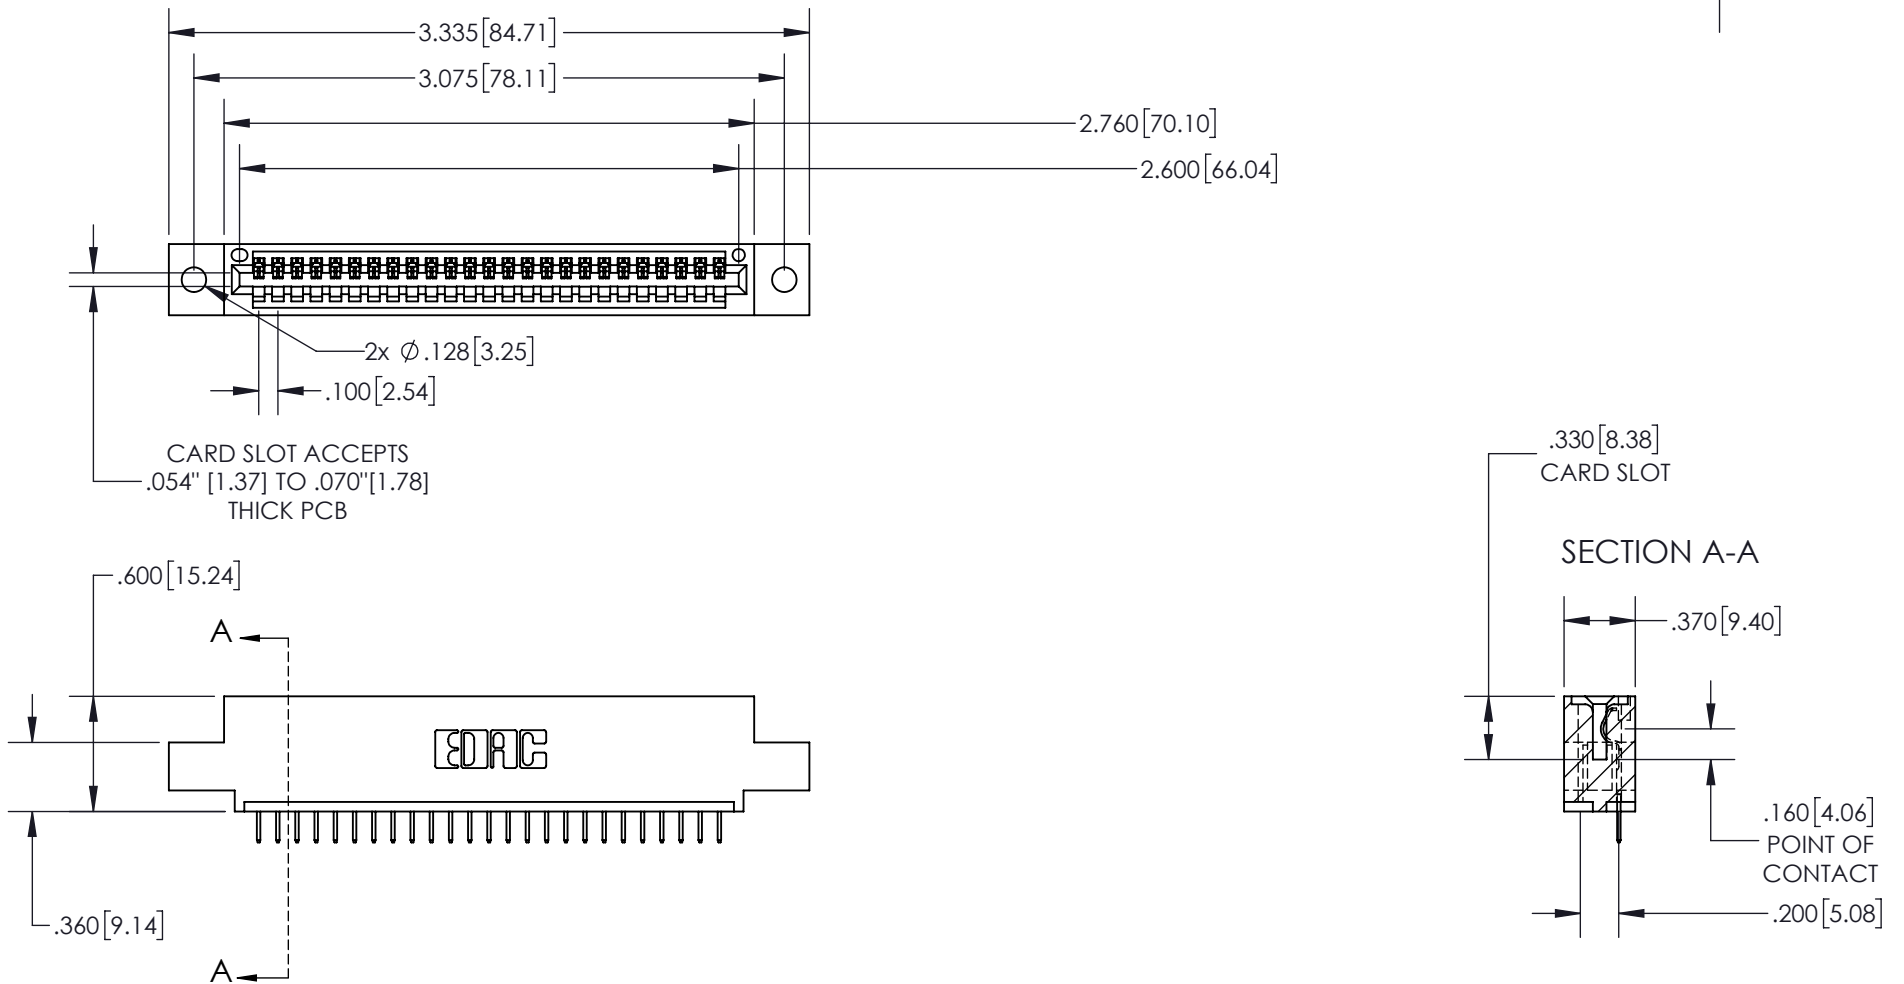 3.335[84.71]
3.075[78.11]
2.760[70.10]
2.600[66.04]
2x ∅.128[3.25]
.100[2.54]
CARD SLOT ACCEPTS
.054" [1.37] TO .070"[1.78]
THICK PCB
.330[8.38]
CARD SLOT
SECTION A-A
.600[15.24]
A
.370[9.40]
EDAC
.160[4.06]
POINT OF
CONTACT
.200[5.08]
.360[9.14]
A